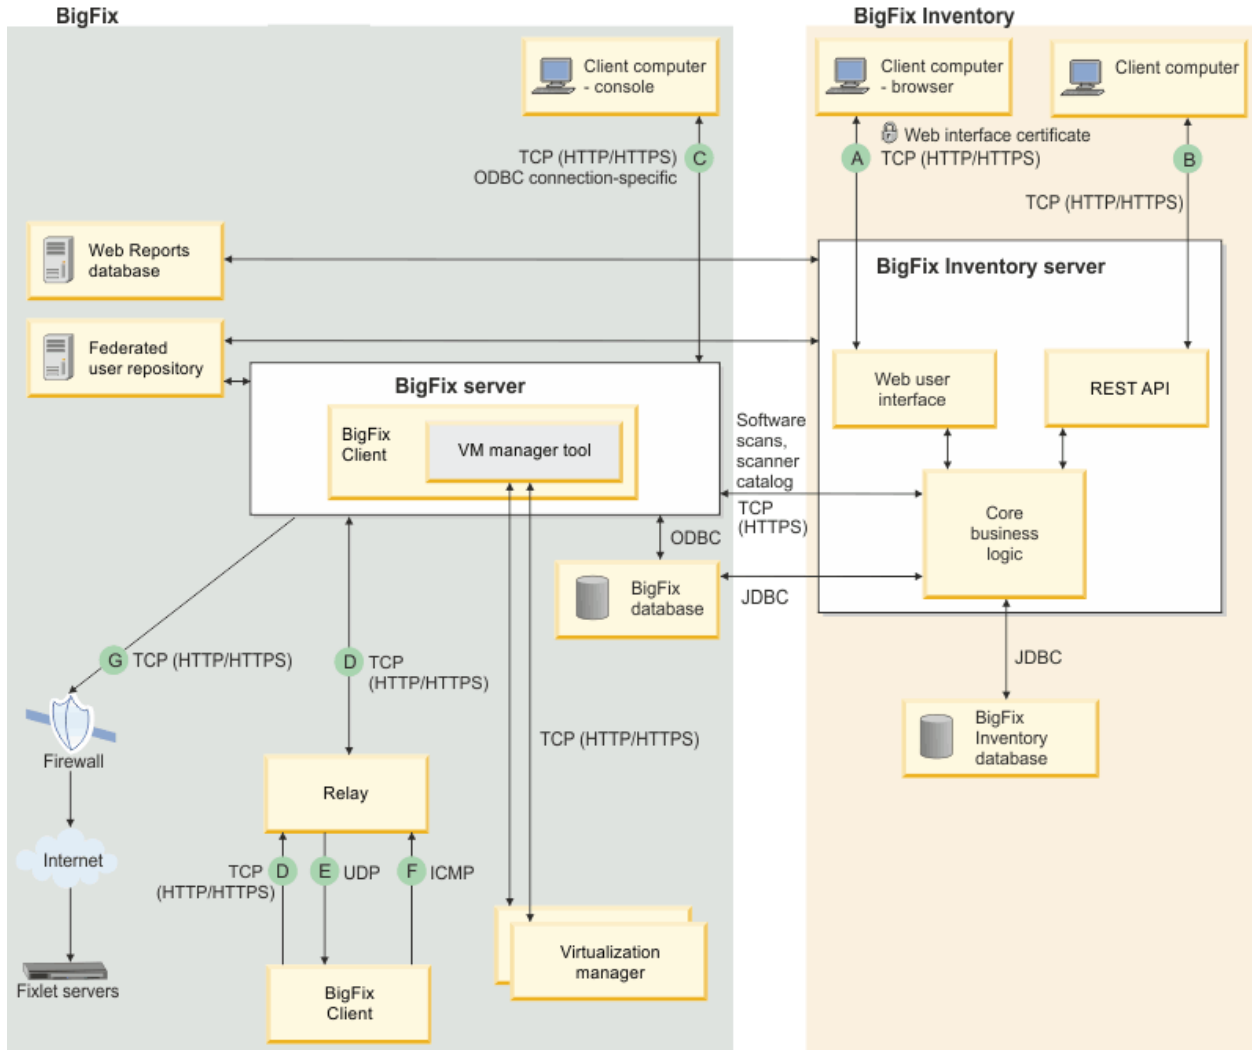 BigFix
BigFix Inventory
Client computer
- console
Client computer
- browser
Client computer
Web interface certificate
TCP (HTTP/HTTPS)
ODBC connection-specific
C
A
TCP (HTTP/HTTPS)
B
TCP (HTTP/HTTPS)
Web Reports
database
BigFix Inventory server
Federated
user repository
BigFix server
BigFix
Client
VM manager tool
Web user
interface
REST API
Software
scans,
scanner
catalog
TCP
(HTTPS)
Core
business
logic
ODBC
BigFix
database
JDBC
G
TCP (HTTP/HTTPS)
D
TCP
(HTTP/HTTPS)
JDBC
BigFix
Inventory
database
TCP (HTTP/HTTPS)
Firewall
Relay
Internet
TCP
(HTTP/HTTPS)
D
E
UDP
F
ICMP
Virtualization
manager
Fixlet servers
BigFix
Client